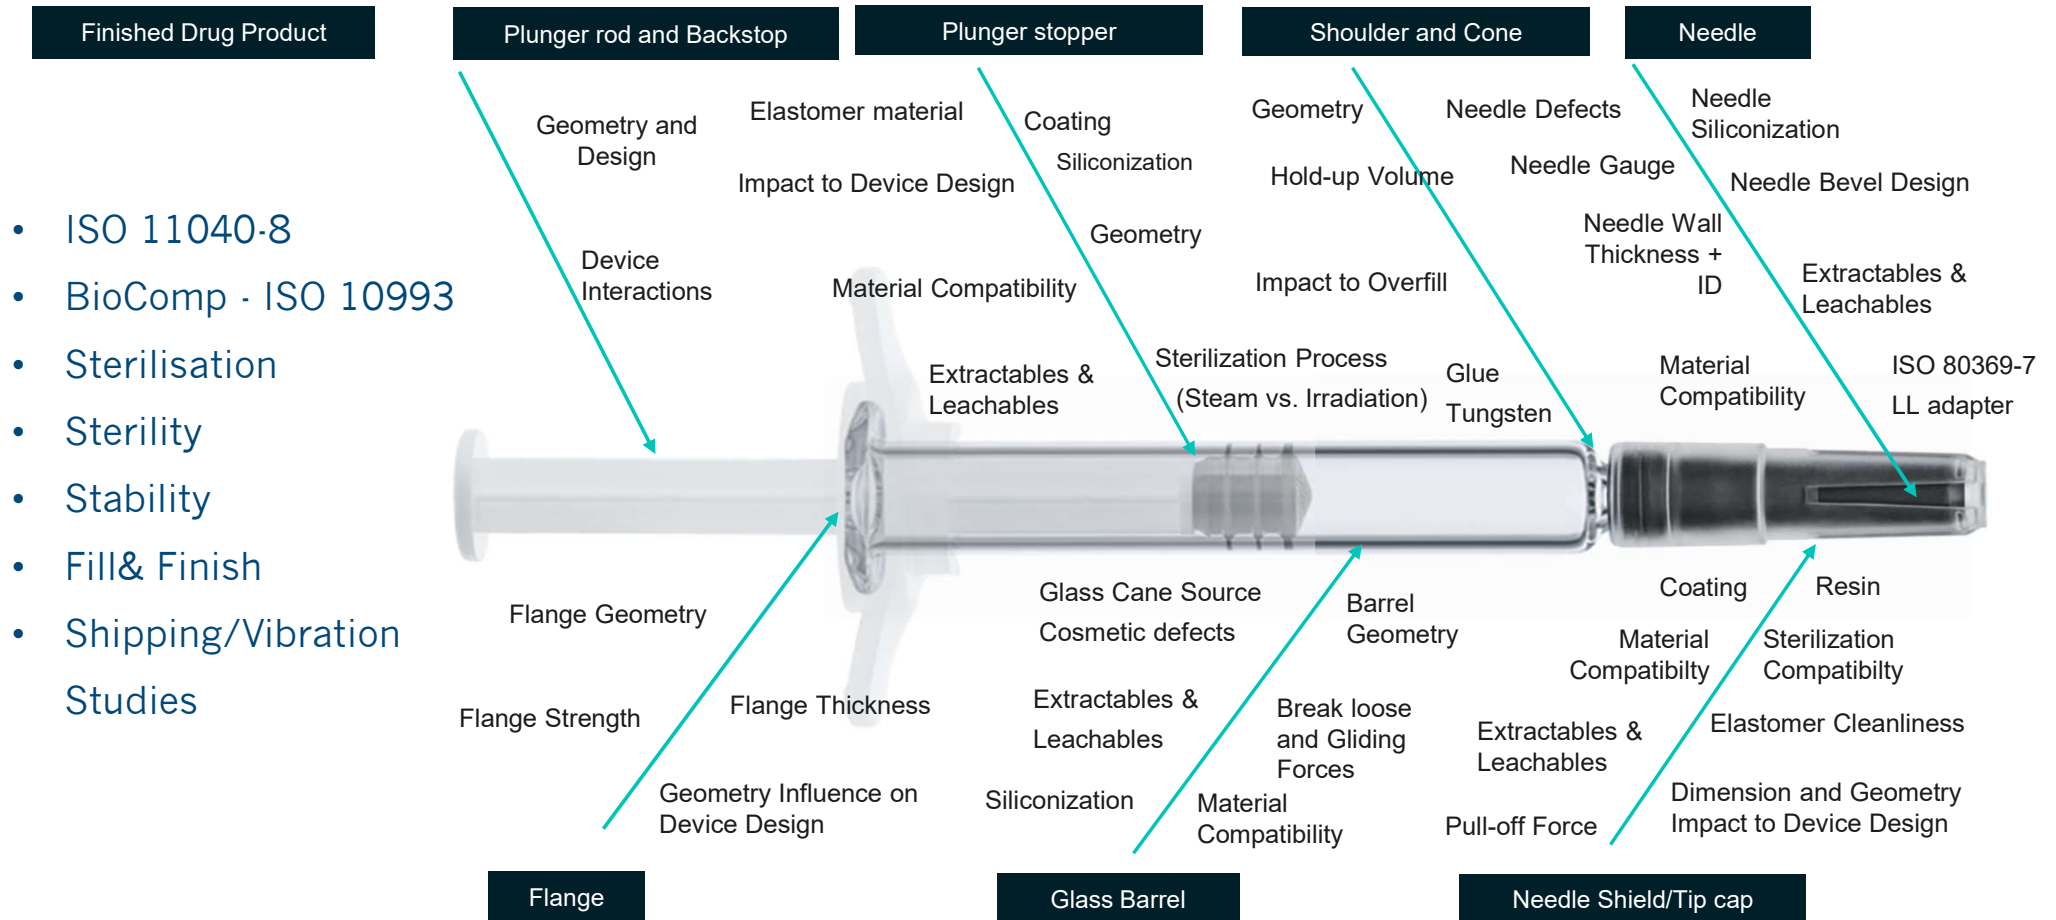 Finished Drug Product
Plunger rod and Backstop
Plunger stopper
Shoulder and Cone
Needle
• ISO 11040-8
• BioComp - ISO 10993
• Sterilisation
• Sterility
• Stability
• Fill& Finish
• Shipping/Vibration
Studies
Geometry and
Design
Device
Interactions
Elastomer material
Impact to Device Design
Material Compatibility
Extractables &
Leachables
Coating
Siliconization
Geometry
Sterilization Process
(Steam vs. Irradiation)
Geometry
Hold-up Volume
Impact to Overfill
Glue
Tungsten
Needle Defects
Needle Gauge
Needle Wall
Thickness +
ID
Material
Compatibility
Needle
Siliconization
Needle Bevel Design
Extractables &
Leachables
ISO 80369-7
LL adapter
Flange Geometry
Flange Strength
Flange Thickness
Geometry Influence on
Device Design
Glass Cane Source
Cosmetic defects
Extractables &
Leachables
Siliconization
Barrel
Geometry
Break loose
and Gliding
Forces
Material
Compatibility
Coating
Resin
Material
Compatibilty
Sterilization
Compatibilty
Extractables &
Leachables
Elastomer Cleanliness
Pull-off Force
Dimension and Geometry
Impact to Device Design
Flange
Glass Barrel
Needle Shield/Tip cap